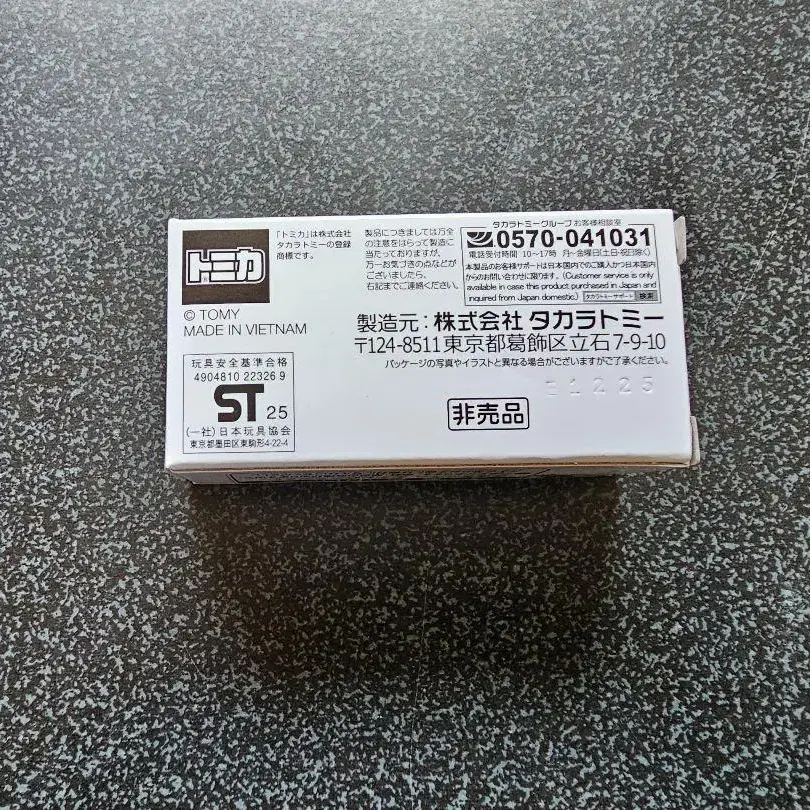 トミカ
© TOMY
MADE IN VIETNAM
「トミカ」は株式会社
タカラトミーの登録
商標です。
製品につきましては万全
の注意をはらって製造に
当たっておりますが、
万一お気づきの点などが
ございましたら、
右記までご連絡ください。
タカラトミーグループ お客様相談室
0570-041031
電話受付時間 10〜17時 月〜金曜日(土・日・祝日除く)
本製品のお客様サポートは日本国内でのご購入かつ日本国内
からのお問い合わせに限ります。(Customer service is only
available in case this product purchased in Japan and
inquired from Japan domestic.) タカラトミーサポート 検索
製造元:株式会社 タカラトミー
〒124-8511 東京都葛飾区立石7-9-10
パッケージの写真やイラストと異なる場合がございますがご了承ください。
玩具安全基準合格
4904810 22326 9
ST 25
(一社)日本玩具協会
東京都墨田区東駒形4-22-4
非売品